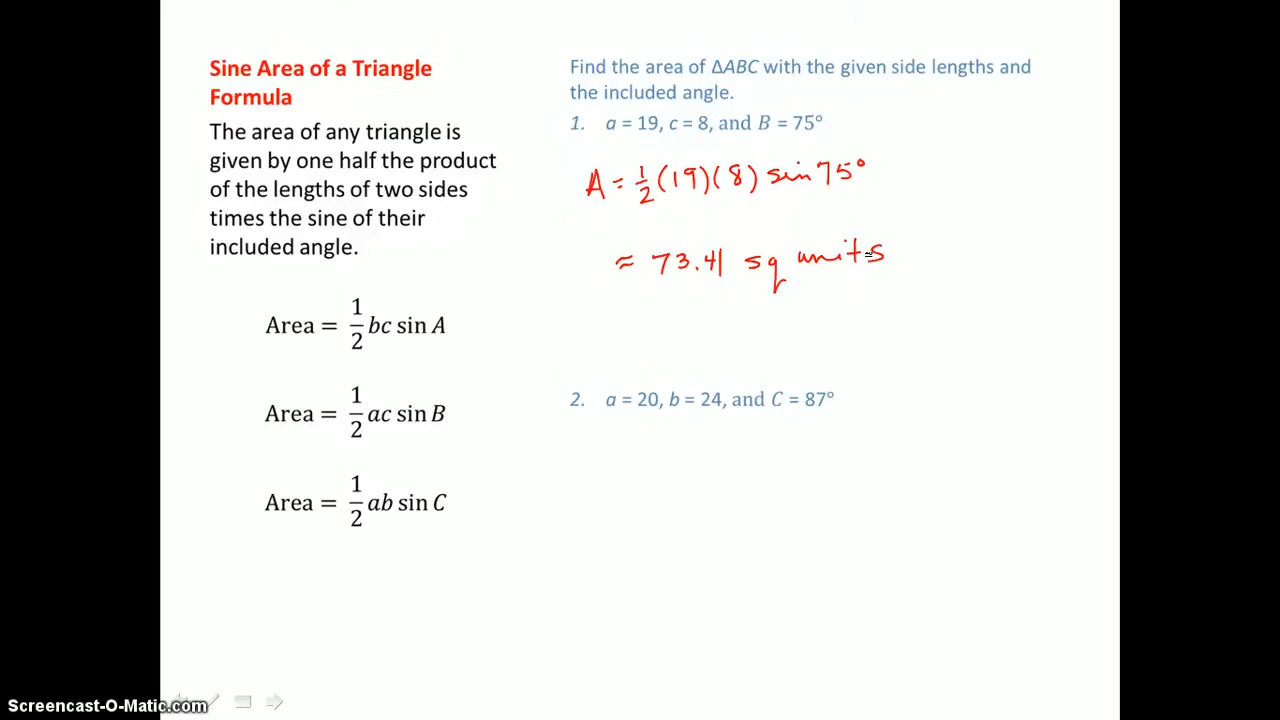 Sine Area of a Triangle
Formula
The area of any triangle is
given by one half the product
of the lengths of two sides
times the sine of their
included angle.
Area = 1/2 bc sin A
Area = 1/2 ac sin B
Area = 1/2 ab sin C
Find the area of ΔABC with the given side lengths and
the included angle.
1. a = 19, c = 8, and B = 75°
A = 1/2 (19)(8) sin 75°
≈ 73.41 sq units
2. a = 20, b = 24, and C = 87°
Screencast-O-Matic.com